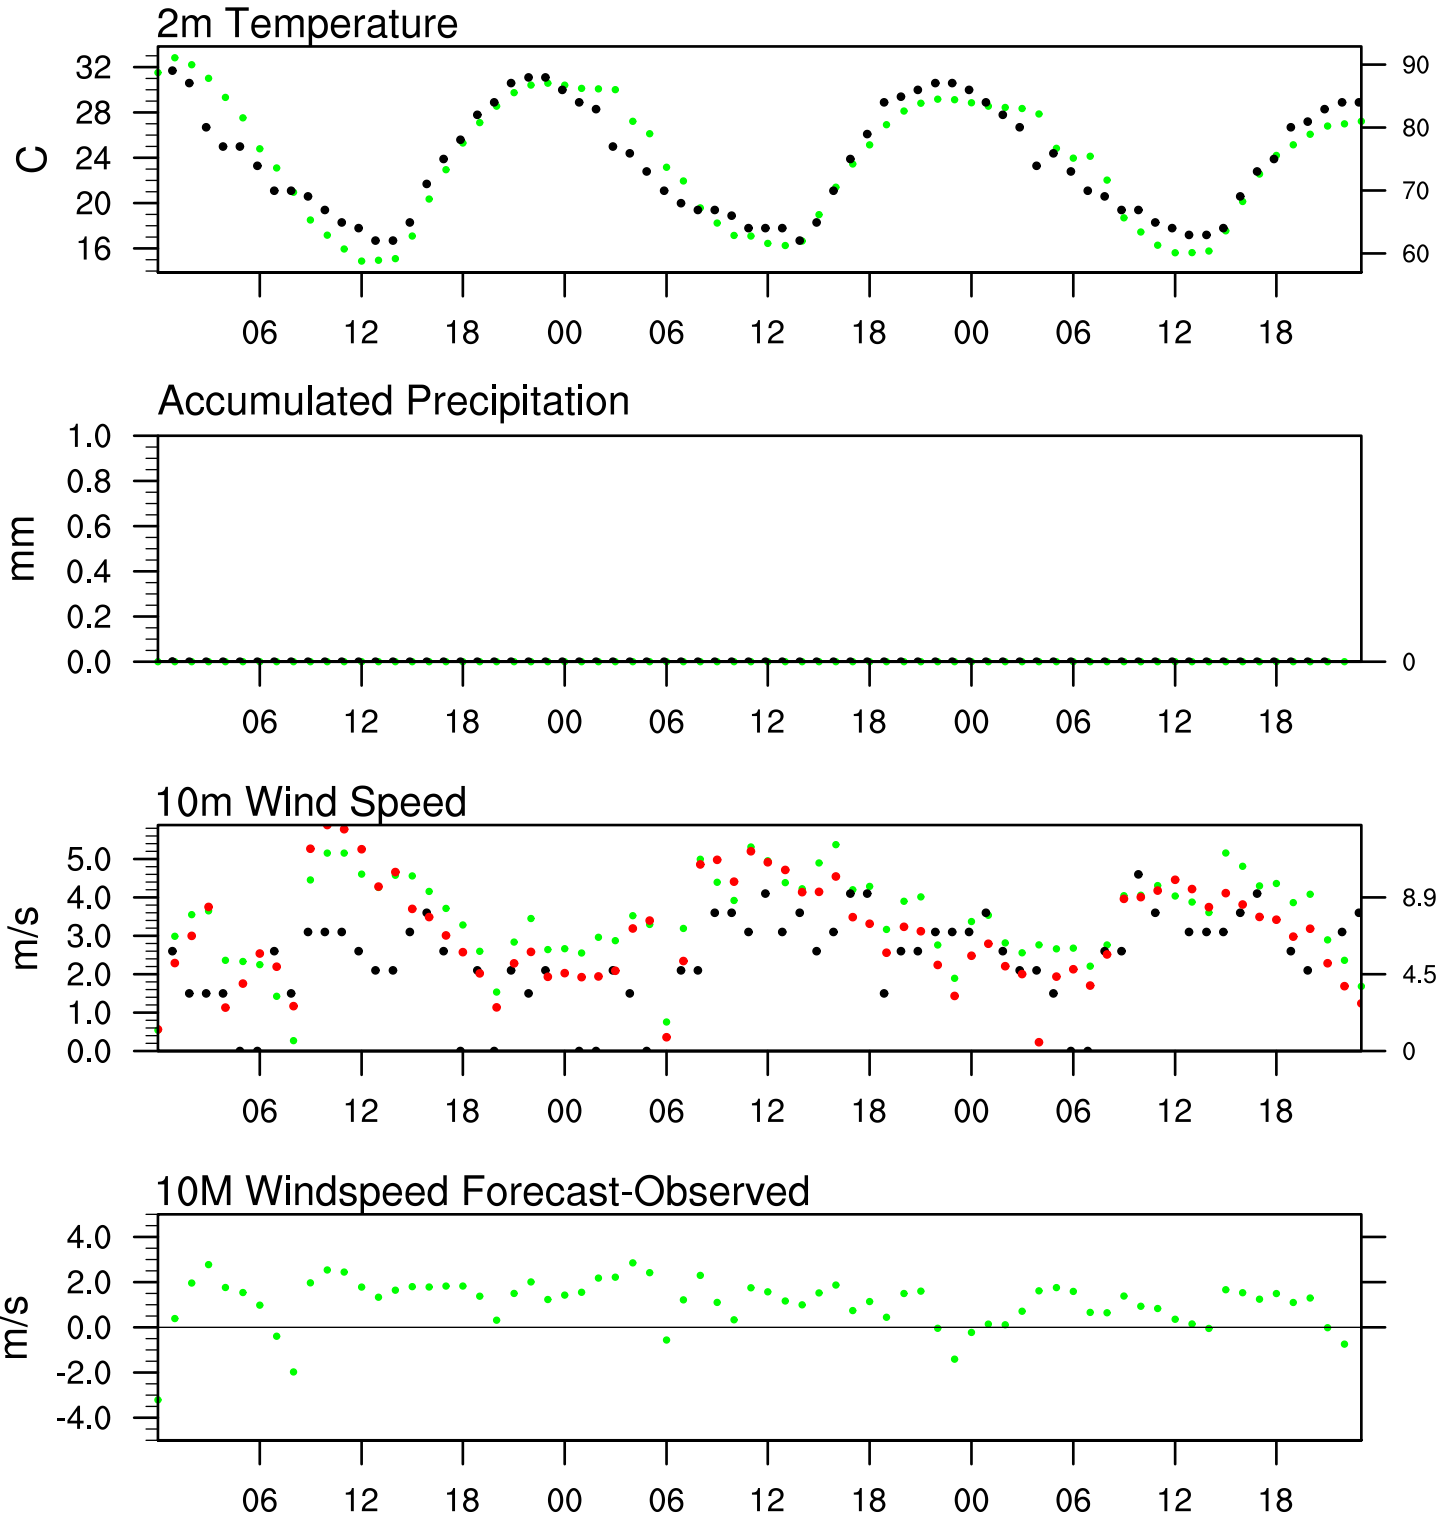 2m Temperature
32
28
24
20
16
C
90
80
70
60
06 12 18 00 06 12 18 00 06 12 18
Accumulated Precipitation
1.0
0.8
0.6
0.4
0.2
0.0
mm
0
06 12 18 00 06 12 18 00 06 12 18
10m Wind Speed
5.0
4.0
3.0
2.0
1.0
0.0
m/s
8.9
4.5
0
06 12 18 00 06 12 18 00 06 12 18
10M Windspeed Forecast-Observed
4.0
2.0
0.0
-2.0
-4.0
m/s
06 12 18 00 06 12 18 00 06 12 18